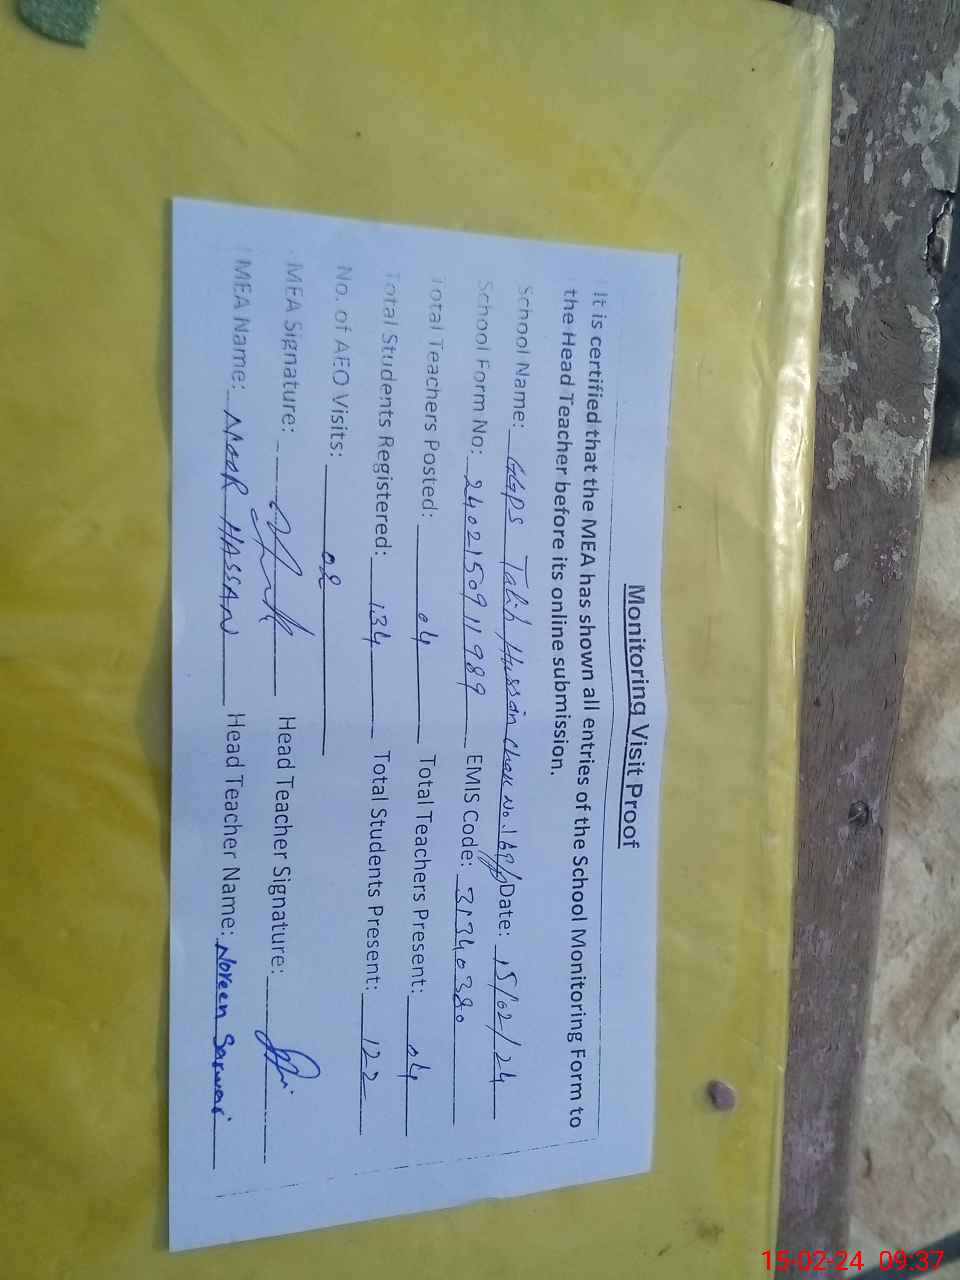 Monitoring Visit Proof
It is certified that the MEA has shown all entries of the School Monitoring Form to
the Head Teacher before its online submission.
School Name: GGPS Talib Hussain Chak No. 169/P Date: 15/02/24
School Form No: 2402150911989 EMIS Code: 31340380
Total Teachers Posted: 04 Total Teachers Present: 04
Total Students Registered: 134 Total Students Present: 122
No. of AEO Visits: 02
MEA Signature: Head Teacher Signature:
MEA Name: NOOR HASSAN Head Teacher Name: Noreen Sarwar
15-02-24 09:37